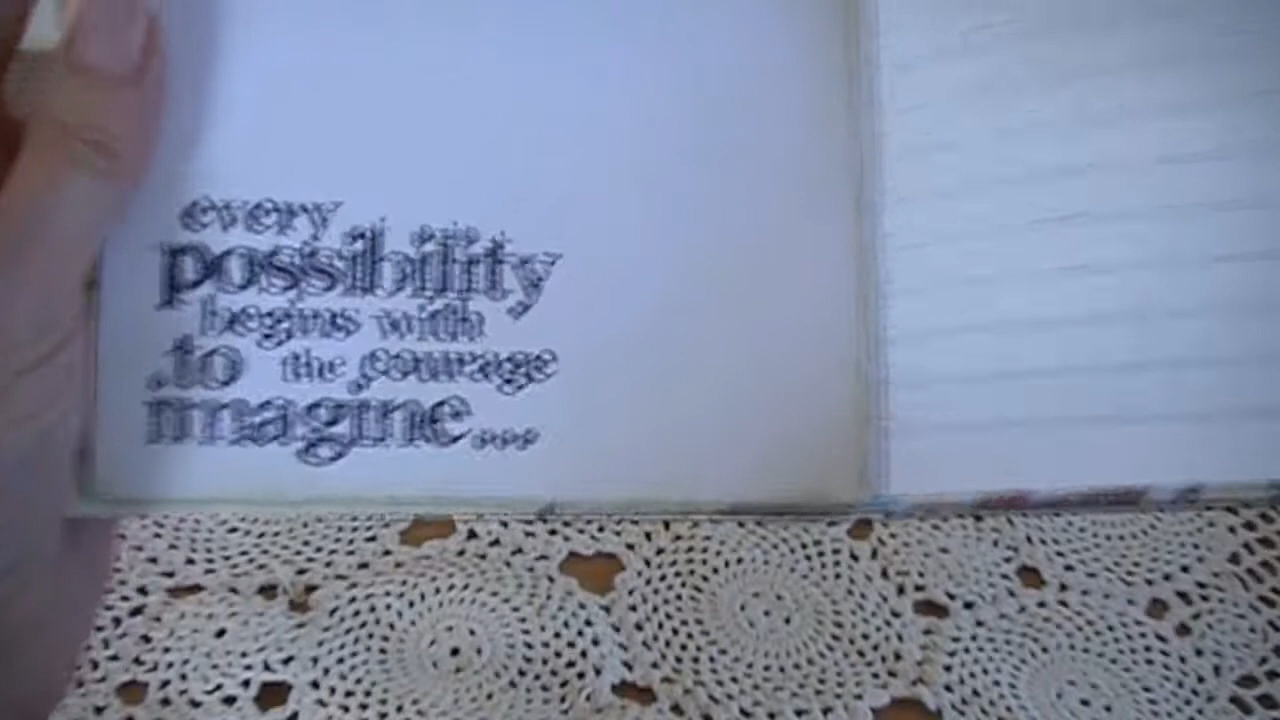 every
possibility
begins with
to the courage
imagine...